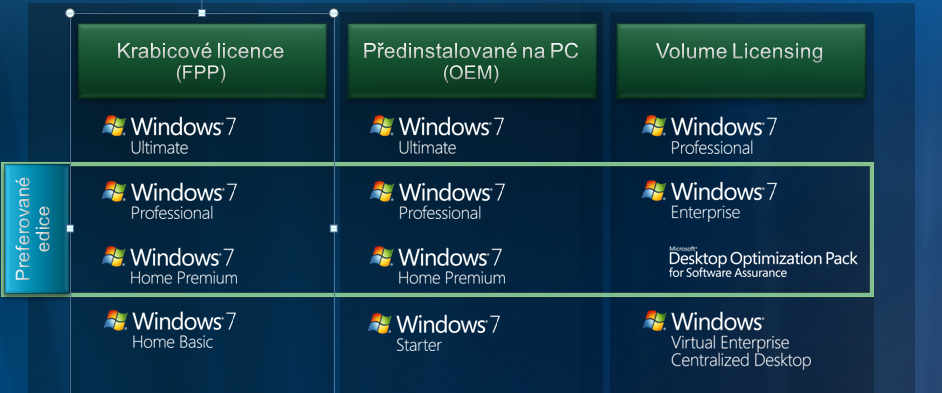 Krabicové licence
(FPP)
Předinstalované na PC
(OEM)
Volume Licensing
Windows 7
Ultimate
Windows 7
Ultimate
Windows 7
Professional
Preferované
edice
Windows 7
Professional
Windows 7
Professional
Windows 7
Enterprise
Windows 7
Home Premium
Windows 7
Home Premium
Microsoft
Desktop Optimization Pack
for Software Assurance
Windows 7
Home Basic
Windows 7
Starter
Windows
Virtual Enterprise
Centralized Desktop